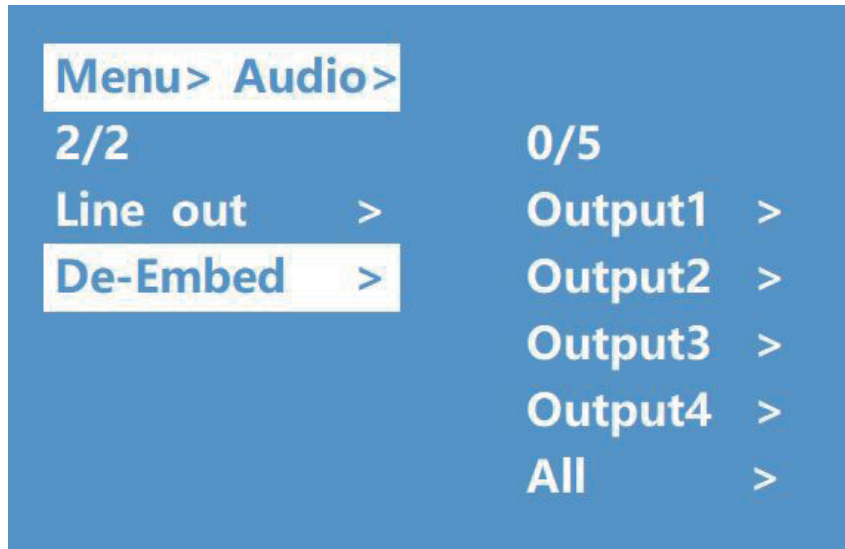 Menu> Audio>
2/2 0/5
Line out > Output1 >
De-Embed > Output2 >
Output3 >
Output4 >
All >